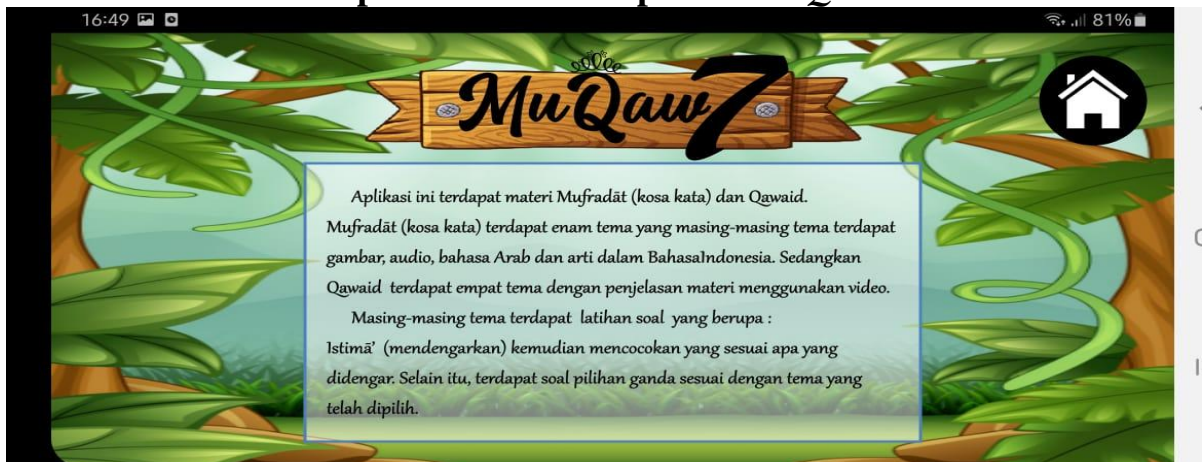 16:49 81%
MuQaw7
Aplikasi ini terdapat materi Mufradāt (kosa kata) dan Qawaid.
Mufradāt (kosa kata) terdapat enam tema yang masing-masing tema terdapat
gambar, audio, bahasa Arab dan arti dalam BahasaIndonesia. Sedangkan
Qawaid terdapat empat tema dengan penjelasan materi menggunakan video.
Masing-masing tema terdapat latihan soal yang berupa :
Istimā' (mendengarkan) kemudian mencocokan yang sesuai apa yang
didengar. Selain itu, terdapat soal pilihan ganda sesuai dengan tema yang
telah dipilih.